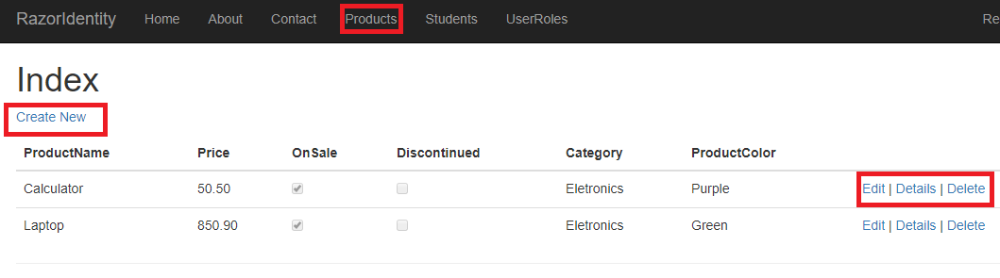 RazorIdentity Home About Contact Products Students UserRoles Re
Index
Create New
ProductName Price OnSale Discontinued Category ProductColor
Calculator 50.50 Eletronics Purple Edit | Details | Delete
Laptop 850.90 Eletronics Green Edit | Details | Delete